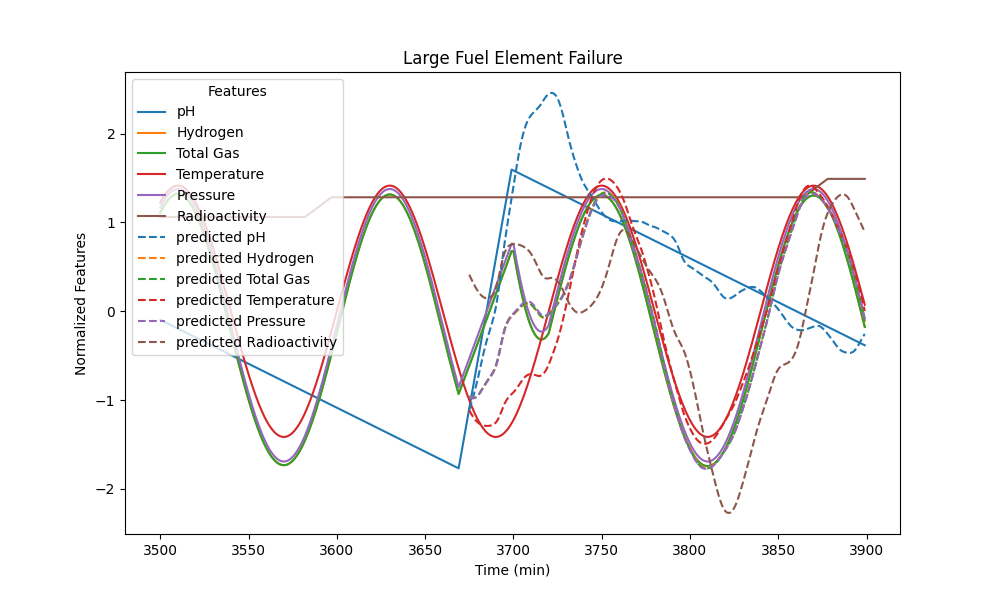 Large Fuel Element Failure
Normalized Features
2
1
0
−1
−2
Features
pH
Hydrogen
Total Gas
Temperature
Pressure
Radioactivity
predicted pH
predicted Hydrogen
predicted Total Gas
predicted Temperature
predicted Pressure
predicted Radioactivity
3500 3550 3600 3650 3700 3750 3800 3850 3900
Time (min)